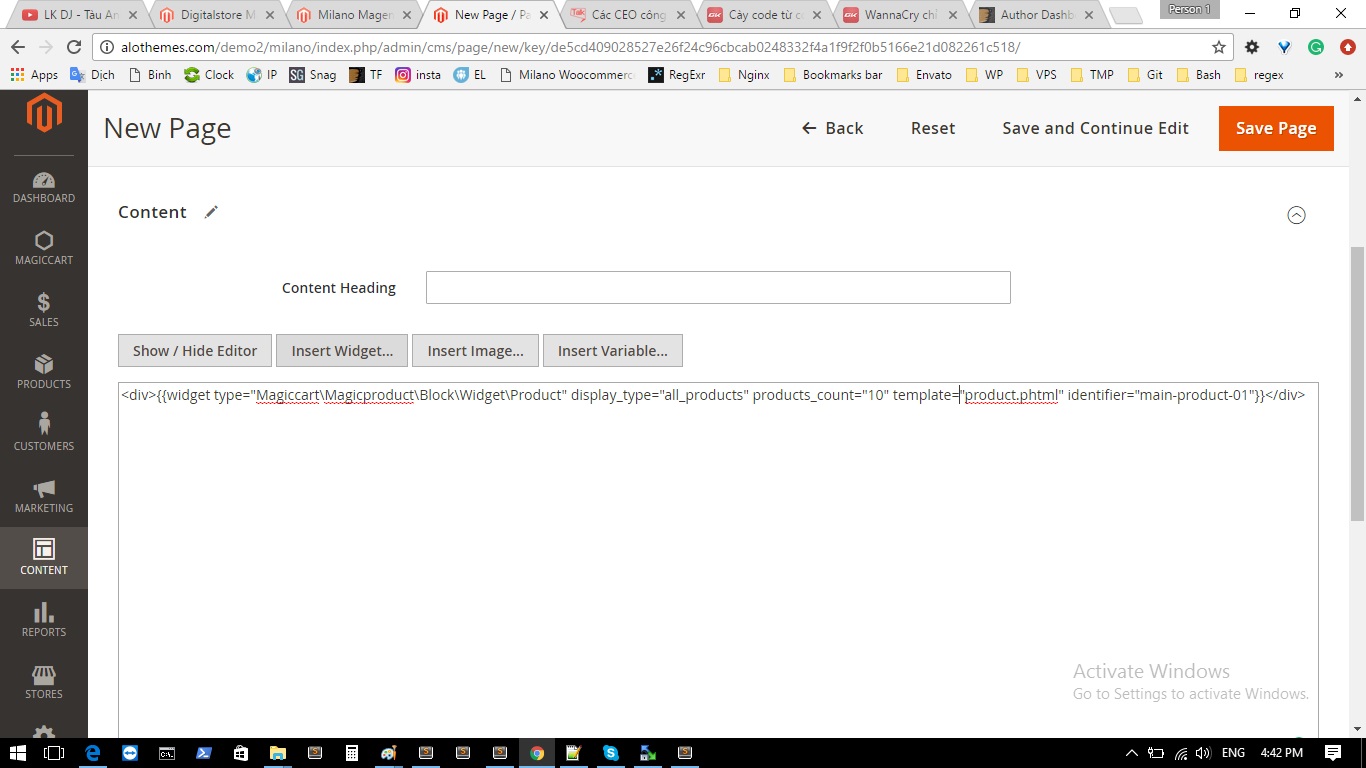 LK DJ - Tàu An
Digitalstore M
Milano Magen
New Page / Pa
Các CEO công
Cày code từ c
WannaCry chỉ
Author Dashb
Person 1
alothemes.com/demo2/milano/index.php/admin/cms/page/new/key/de5cd409028527e26f24c96cbcab0248332f4a1f9f2f0b5166e21d082261c518/
Apps Dịch Binh Clock IP SG Snag TF insta EL Milano Woocommerc RegExr Nginx Bookmarks bar Envato WP VPS TMP Git Bash regex »
New Page
Back
Reset
Save and Continue Edit
Save Page
DASHBOARD
MAGICCART
SALES
PRODUCTS
CUSTOMERS
MARKETING
CONTENT
REPORTS
STORES
Content
Content Heading
Show / Hide Editor
Insert Widget...
Insert Image...
Insert Variable...
<div>{{widget type="Magiccart\Magicproduct\Block\Widget\Product" display_type="all_products" products_count="10" template="product.phtml" identifier="main-product-01"}}</div>
Activate Windows
Go to Settings to activate Windows.
ENG
4:42 PM